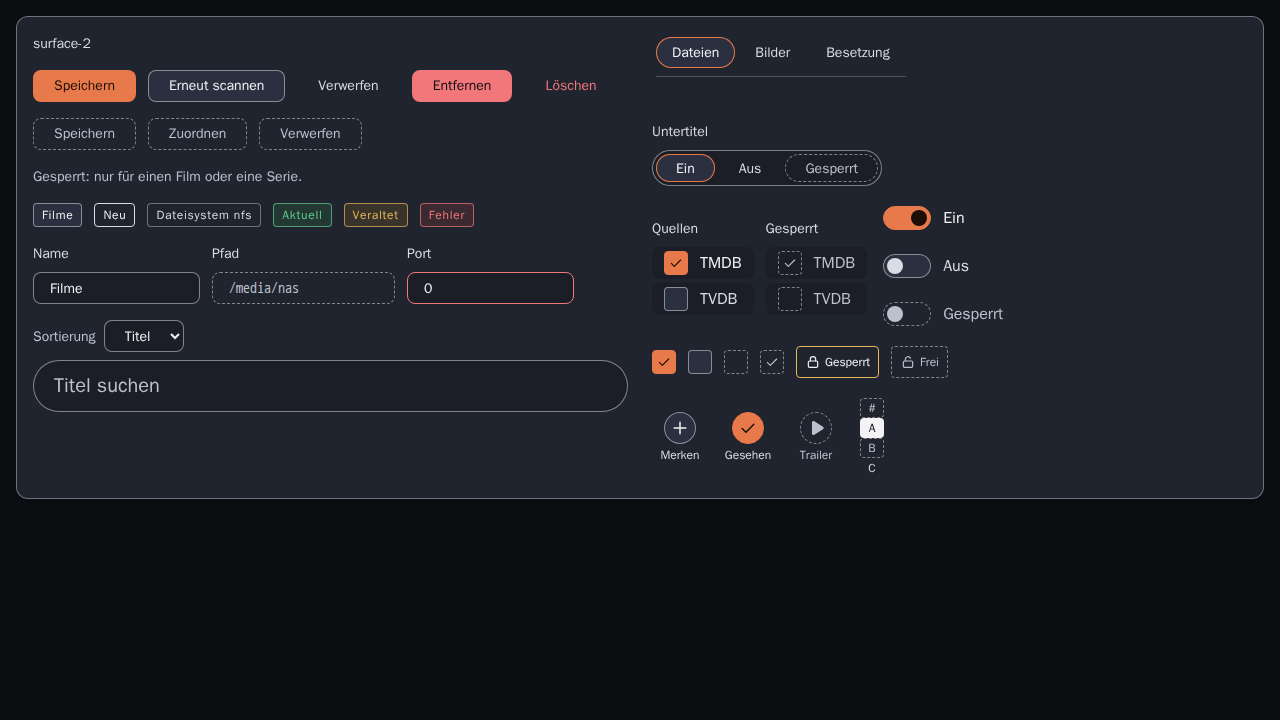 surface-2
Speichern Erneut scannen Verwerfen Entfernen Löschen
Speichern Zuordnen Verwerfen
Gesperrt: nur für einen Film oder eine Serie.
Filme Neu Dateisystem nfs Aktuell Veraltet Fehler
Name Pfad Port
Filme /media/nas 0
Sortierung Titel
Titel suchen
Dateien Bilder Besetzung
Untertitel
Ein Aus Gesperrt
Quellen Gesperrt
TMDB TMDB
TVDB TVDB
Ein
Aus
Gesperrt
Gesperrt Frei
Merken Gesehen Trailer
#
A
B
C